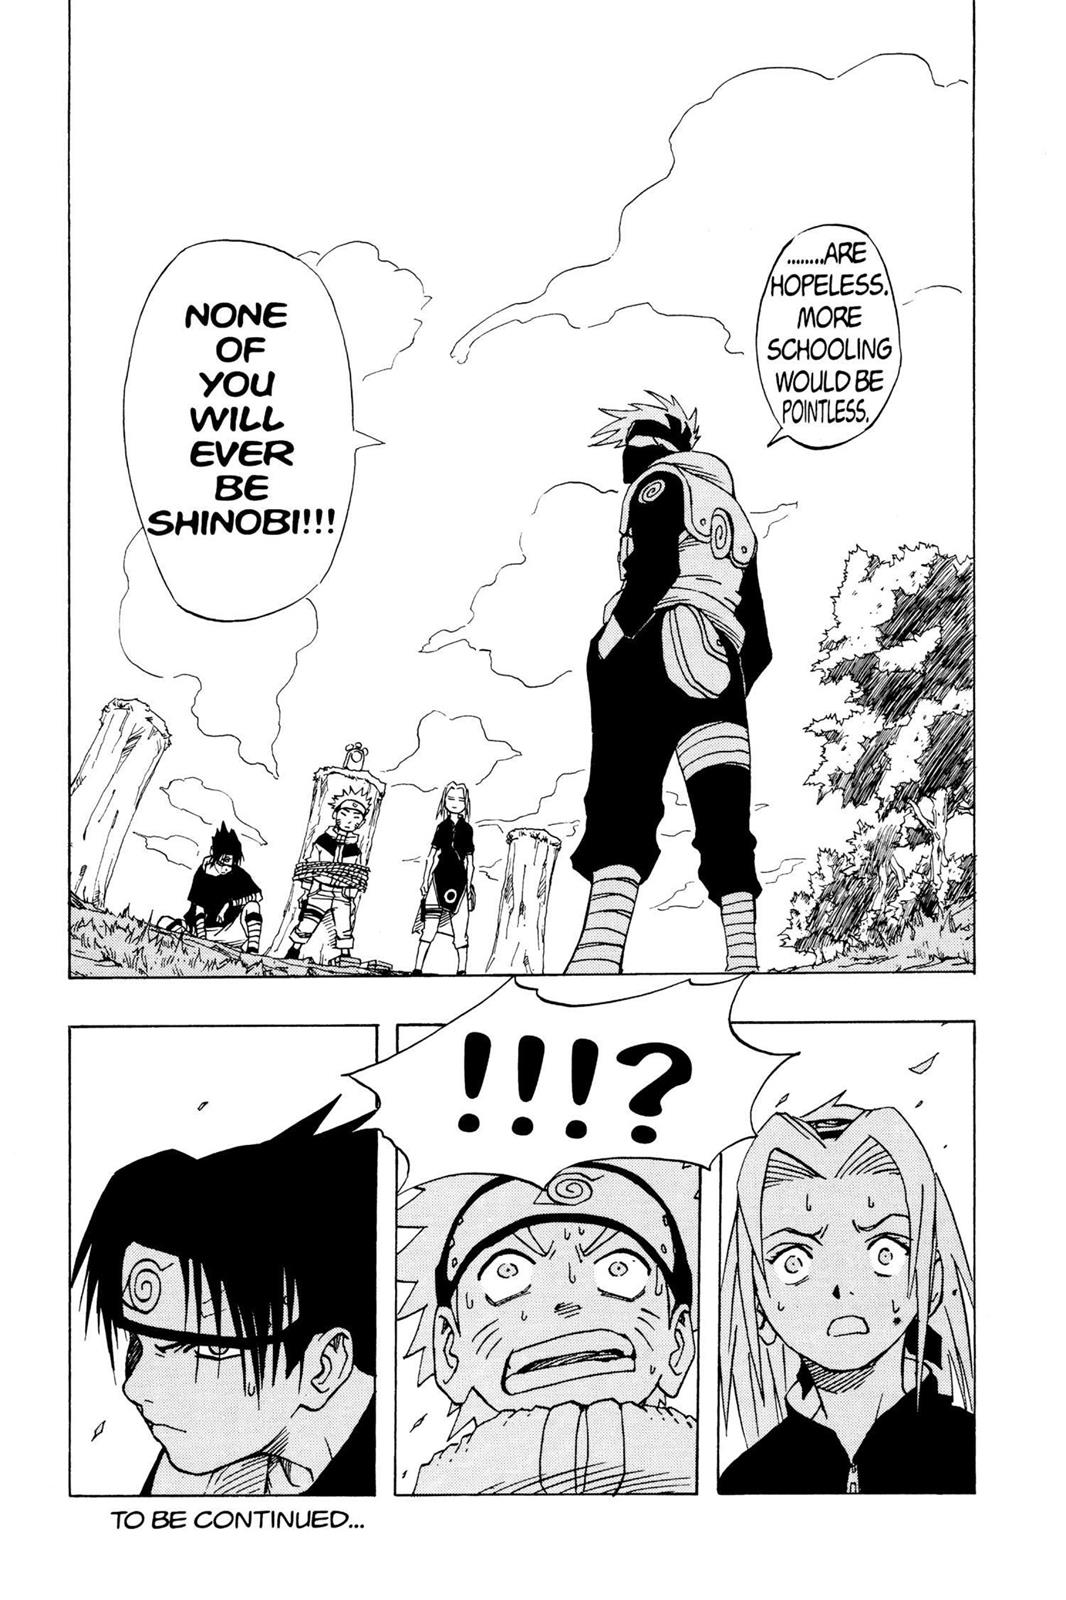 ........ARE
HOPELESS.
MORE
SCHOOLING
WOULD BE
POINTLESS.
NONE
OF
YOU
WILL
EVER
BE
SHINOBI!!!
!!!?
TO BE CONTINUED...